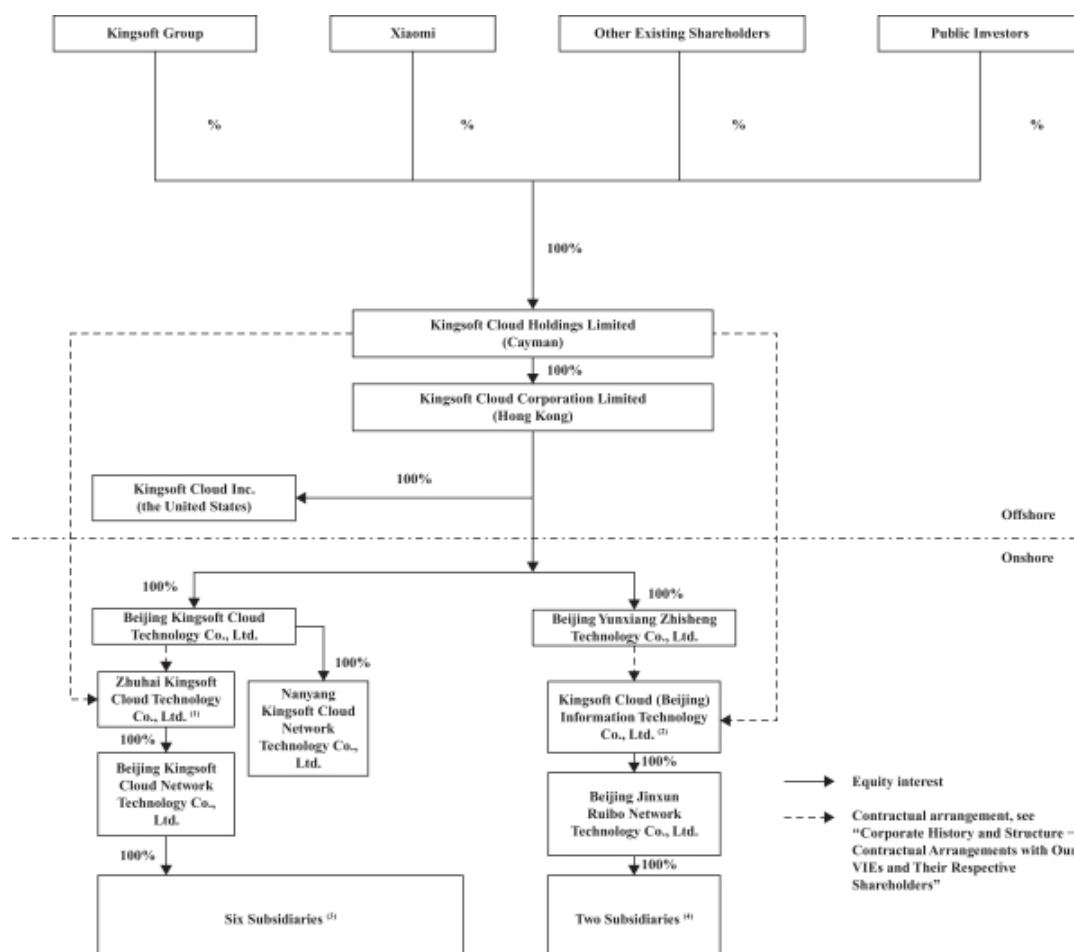 Kingsoft Group
Xiaomi
Other Existing Shareholders
Public Investors
%
%
%
%
100%
Kingsoft Cloud Holdings Limited
(Cayman)
100%
Kingsoft Cloud Corporation Limited
(Hong Kong)
100%
Kingsoft Cloud Inc.
(the United States)
Offshore
Onshore
100%
100%
Beijing Kingsoft Cloud
Technology Co., Ltd.
Beijing Yunxiang Zhisheng
Technology Co., Ltd.
100%
Zhuhai Kingsoft
Cloud Technology
Co., Ltd. (1)
Nanyang
Kingsoft Cloud
Network
Technology Co.,
Ltd.
Kingsoft Cloud (Beijing)
Information Technology
Co., Ltd. (2)
100%
100%
Beijing Kingsoft
Cloud Network
Technology Co.,
Ltd.
Beijing Jinxun
Ruibo Network
Technology Co., Ltd.
Equity interest
Contractual arrangement, see
“Corporate History and Structure –
Contractual Arrangements with Our
VIEs and Their Respective
Shareholders”
100%
100%
Six Subsidiaries (3)
Two Subsidiaries (4)